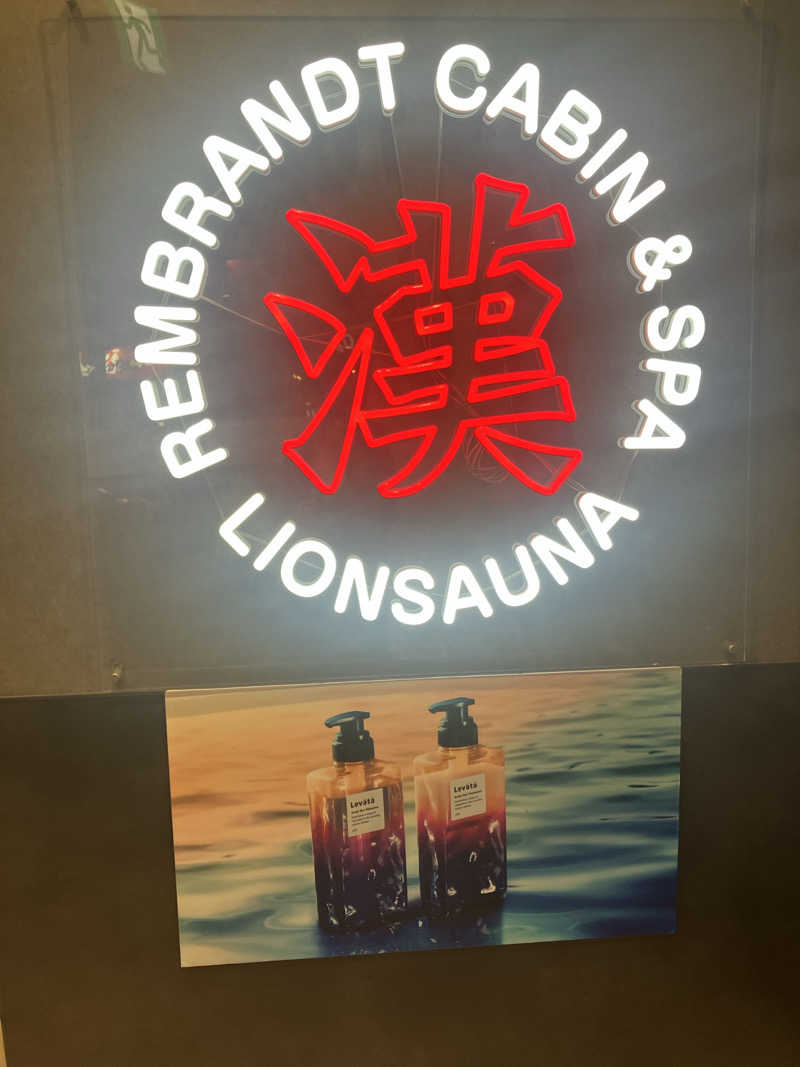 REMBRANDT CABIN & SPA
漢
LIONSAUNA
Levätä
Levätä